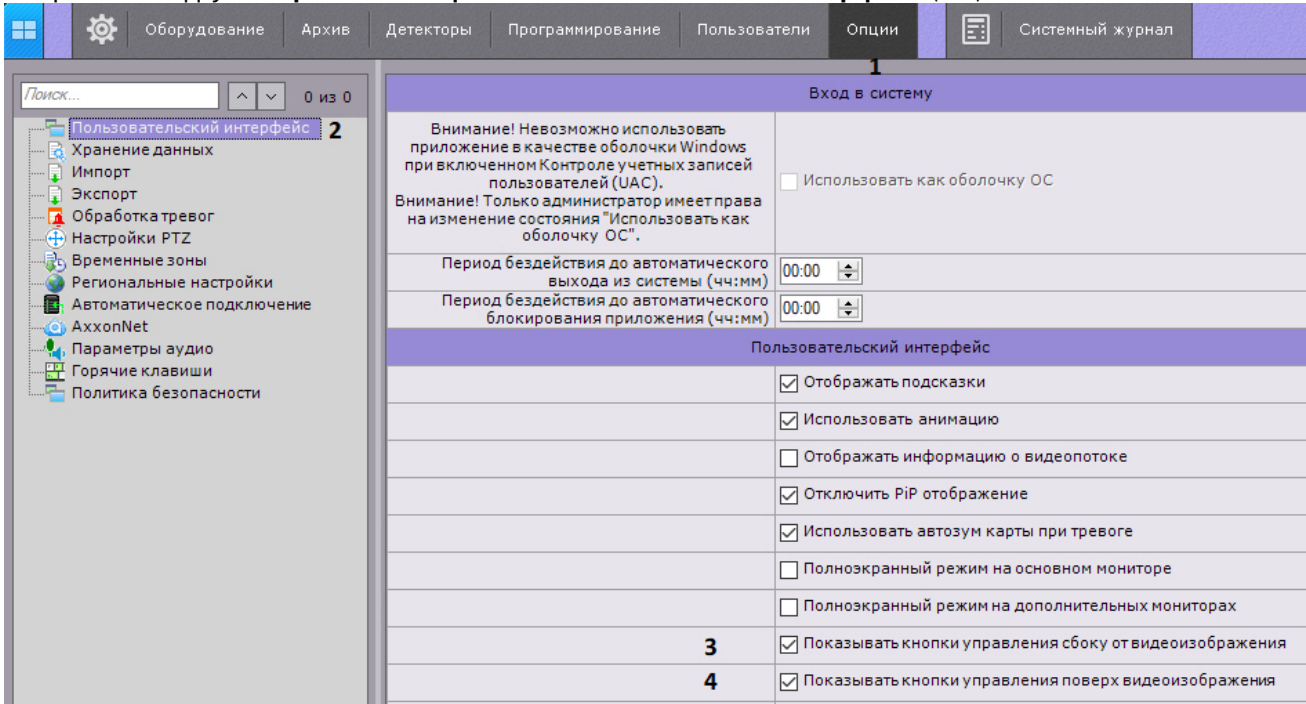 Оборудование
Архив
Детекторы
Программирование
Пользователи
Опции
Системный журнал
1
Поиск...
0 из 0
Пользовательский интерфейс
2
Хранение данных
Импорт
Экспорт
Обработка тревог
Настройки PTZ
Временные зоны
Региональные настройки
Автоматическое подключение
AxxonNet
Параметры аудио
Горячие клавиши
Политика безопасности
Вход в систему
Внимание! Невозможно использовать
приложение в качестве оболочки Windows
при включенном Контроле учетных записей
пользователей (UAC).
Внимание! Только администратор имеет права
на изменение состояния "Использовать как
оболочку ОС".
Использовать как оболочку ОС
Период бездействия до автоматического
выхода из системы (чч:мм)
00:00
Период бездействия до автоматического
блокирования приложения (чч:мм)
00:00
Пользовательский интерфейс
Отображать подсказки
Использовать анимацию
Отображать информацию о видеопотоке
Отключить PiP отображение
Использовать автозум карты при тревоге
Полноэкранный режим на основном мониторе
Полноэкранный режим на дополнительных мониторах
3
Показывать кнопки управления сбоку от видеоизображения
4
Показывать кнопки управления поверх видеоизображения